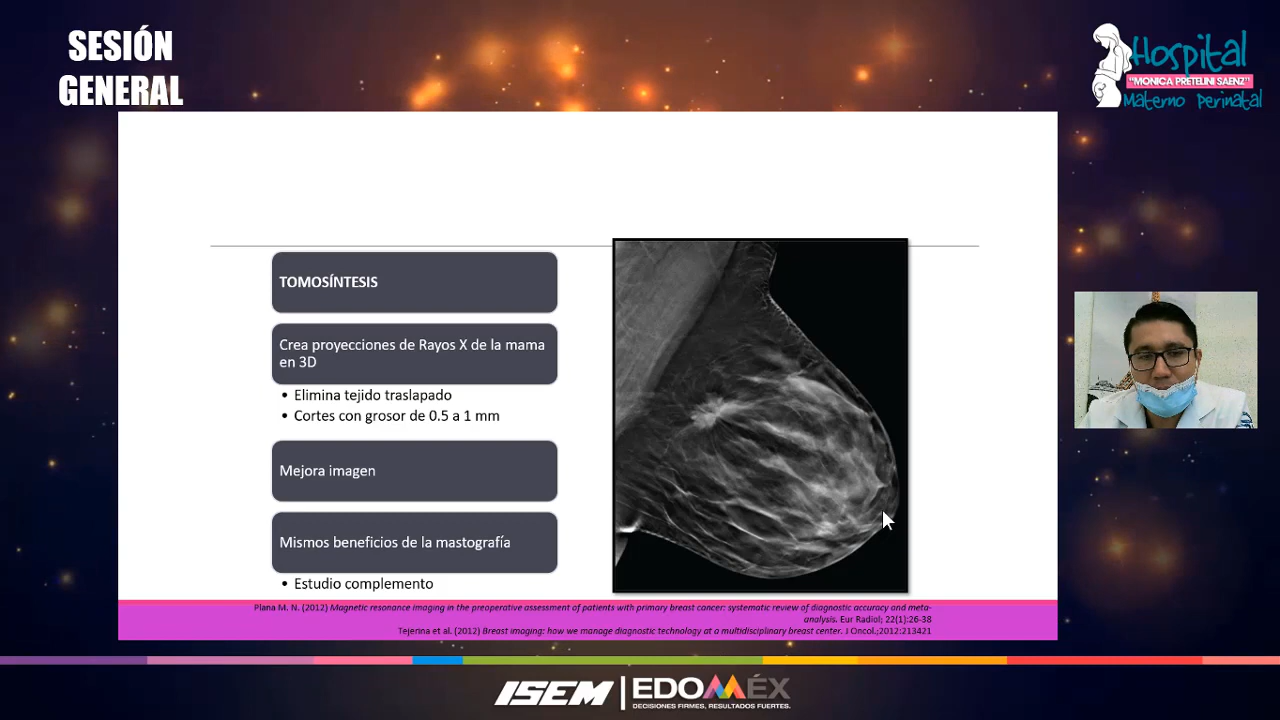 SESIÓN
GENERAL
Hospital
"MONICA PRETELINI SAENZ"
Materno Perinatal
TOMOSÍNTESIS
Crea proyecciones de Rayos X de la mama
en 3D
• Elimina tejido traslapado
• Cortes con grosor de 0.5 a 1 mm
Mejora imagen
Mismos beneficios de la mastografía
• Estudio complemento
Plana M. N. (2012) Magnetic resonance imaging in the preoperative assessment of patients with primary breast cancer: systematic review of diagnostic accuracy and meta-
analysis. Eur Radiol; 22(1):26-38
Tejerina et al. (2012) Breast imaging: how we manage diagnostic technology at a multidisciplinary breast center. J Oncol.;2012:213421
ISEM
EDOMÉX
DECISIONES FIRMES, RESULTADOS FUERTES.